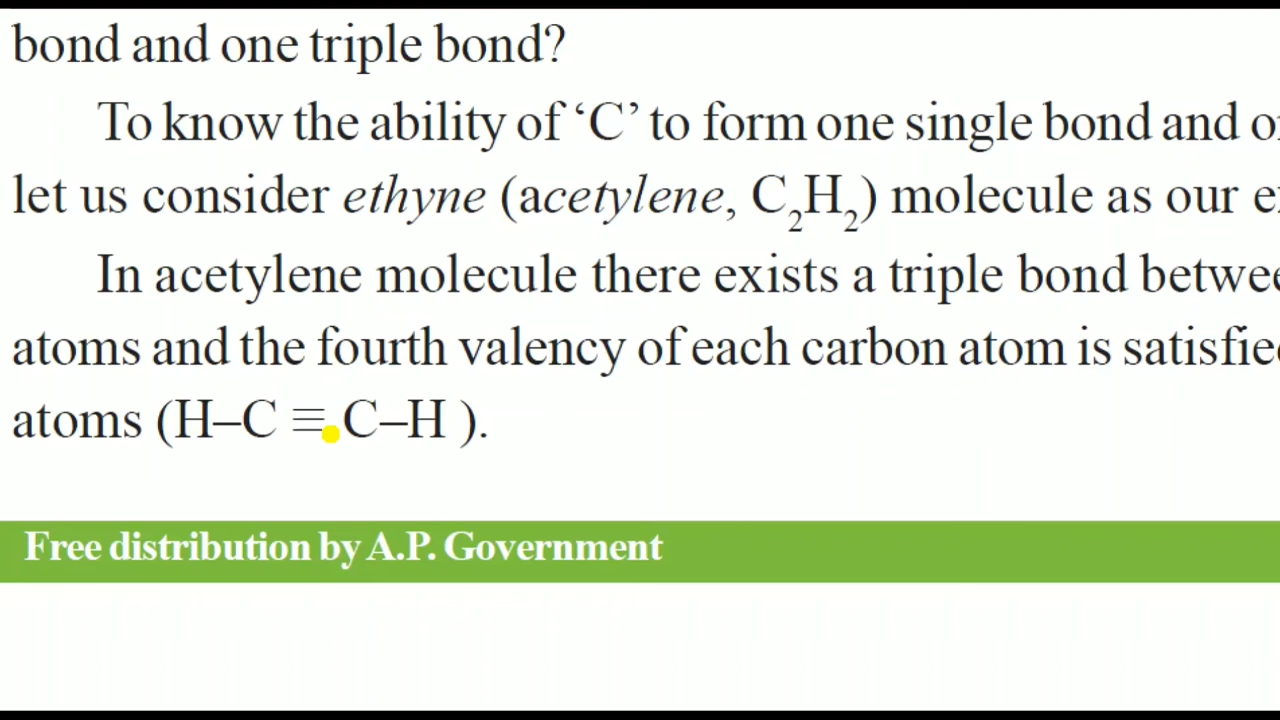 bond and one triple bond?
To know the ability of ‘C’ to form one single bond and
let us consider ethyne (acetylene, C₂H₂) molecule as our
In acetylene molecule there exists a triple bond
atoms and the fourth valency of each carbon atom is
atoms (H–C ≡ C–H ).
Free distribution by A.P. Government